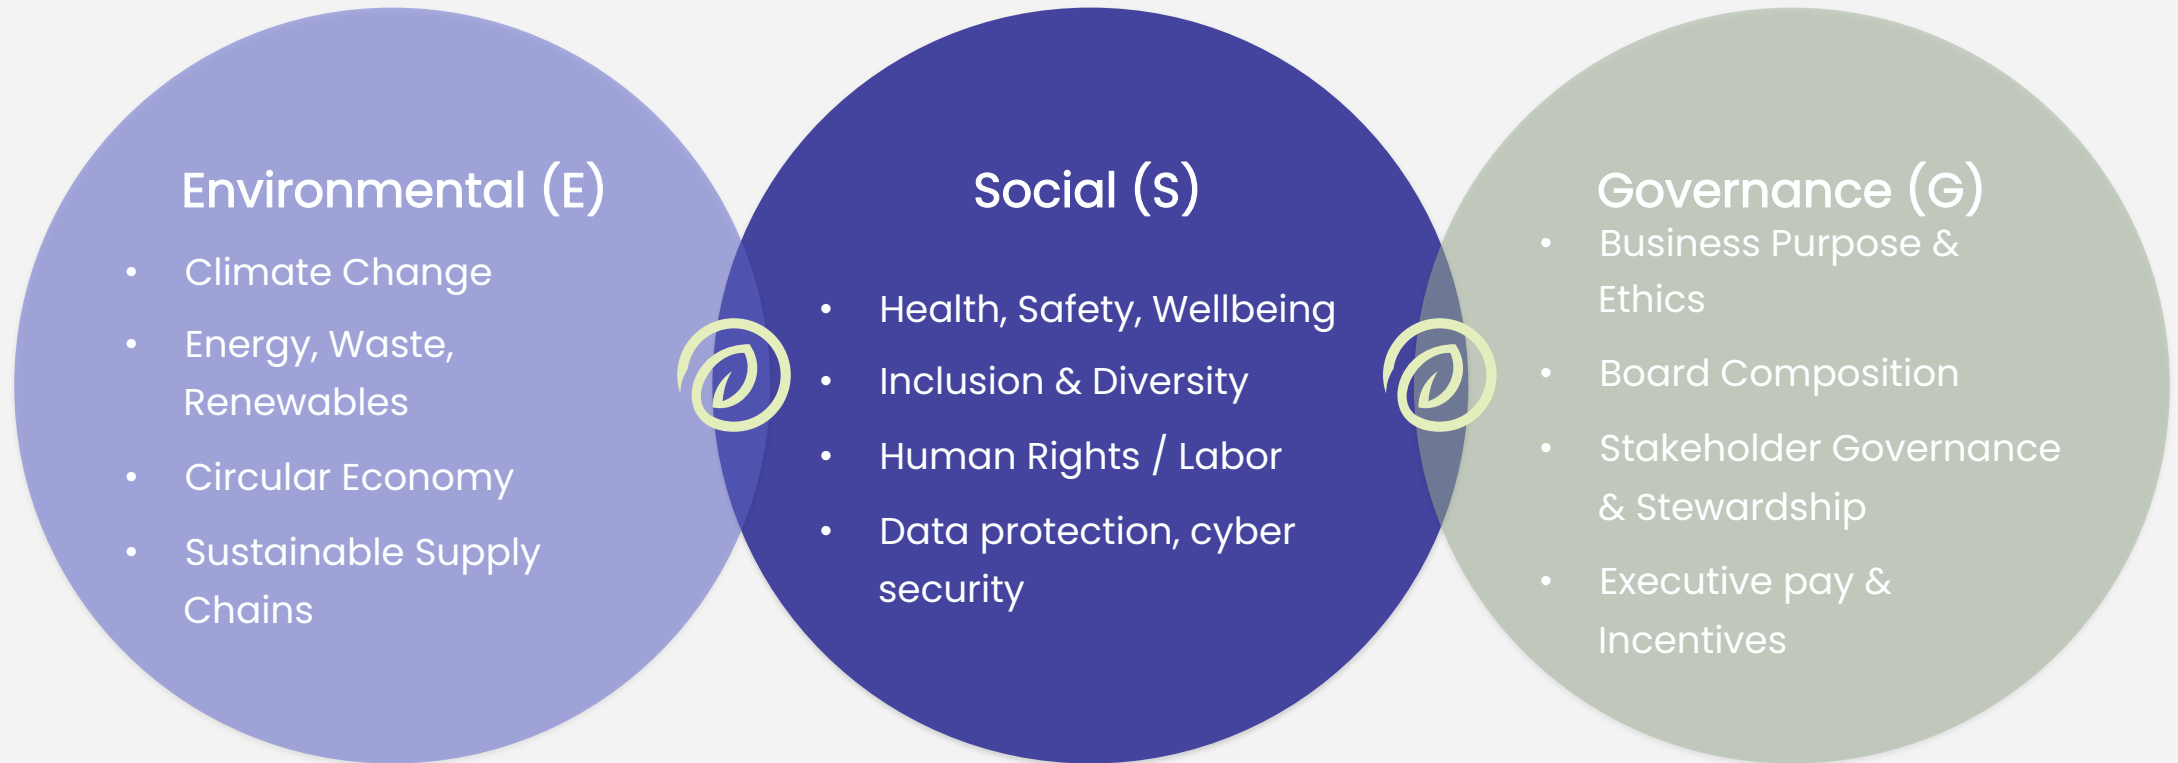 Environmental (E)
• Climate Change
• Energy, Waste,
Renewables
• Circular Economy
• Sustainable Supply
Chains
Social (S)
• Health, Safety, Wellbeing
• Inclusion & Diversity
• Human Rights / Labor
• Data protection, cyber
security
Governance (G)
• Business Purpose &
Ethics
• Board Composition
• Stakeholder Governance
& Stewardship
• Executive pay &
Incentives